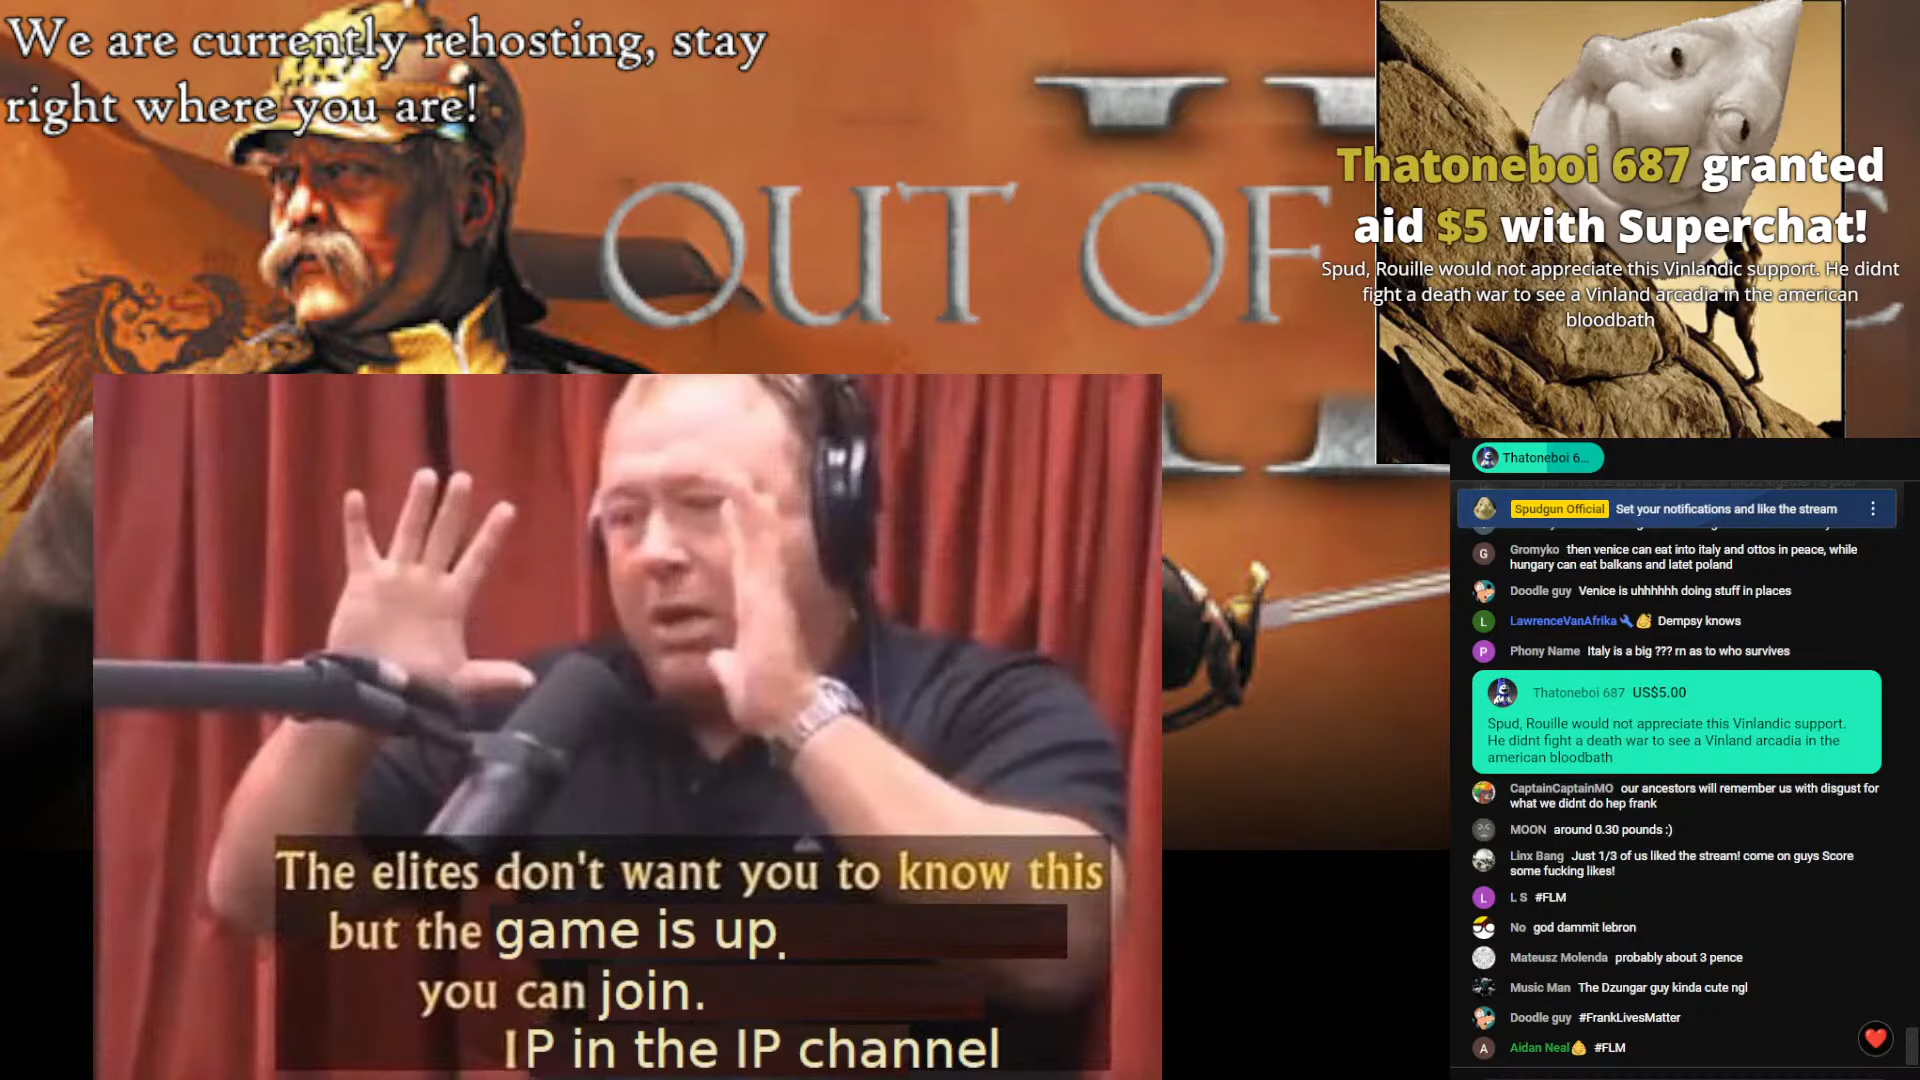 We are currently rehosting, stay
right where you are!
OUT OF
Thatoneboi 687 granted
aid $5 with Superchat!
Spud, Rouille would not appreciate this Vinlandic support. He didnt
fight a death war to see a Vinland arcadia in the american
bloodbath
The elites don't want you to know this
but the game is up.
you can join.
IP in the IP channel
Thatoneboi 6...
Spudgun Official Set your notifications and like the stream
Gromyko then venice can eat into italy and ottos in peace, while
hungary can eat balkans and latet poland
Doodle guy Venice is uhhhhhh doing stuff in places
LawrenceVanAfrika Dempsy knows
Phony Name Italy is a big ??? rn as to who survives
Thatoneboi 687 US$5.00
Spud, Rouille would not appreciate this Vinlandic support.
He didnt fight a death war to see a Vinland arcadia in the
american bloodbath
CaptainCaptainMO our ancestors will remember us with disgust for
what we didnt do hep frank
MOON around 0.30 pounds :)
Linx Bang Just 1/3 of us liked the stream! come on guys Score
some fucking likes!
L S #FLM
No god dammit lebron
Mateusz Molenda probably about 3 pence
Music Man The Dzungar guy kinda cute ngl
Doodle guy #FrankLivesMatter
Aidan Neal #FLM